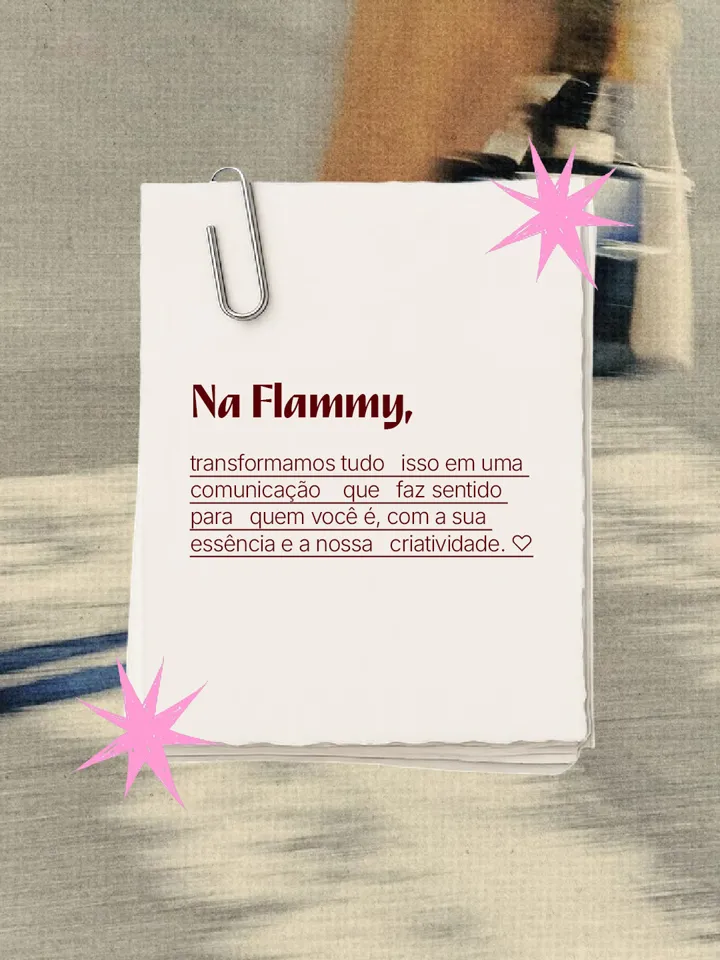 Na Flammy,
transformamos tudo isso em uma
comunicação que faz sentido
para quem você é, com a sua
essência e a nossa criatividade. ♡